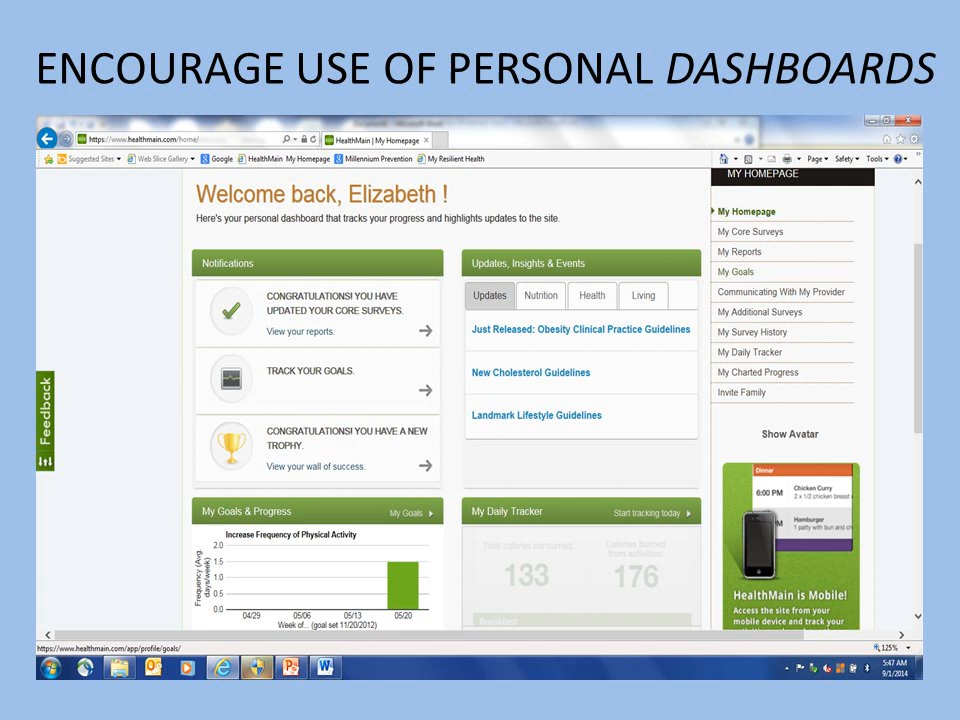 ENCOURAGE USE OF PERSONAL DASHBOARDS
https://www.healthmain.com/home/
HealthMain | My Homepage
Suggested Sites
Web Slice Gallery
Google
HealthMain My Homepage
Millennium Prevention
My Resilient Health
Page
Safety
Tools
Welcome back, Elizabeth !
Here's your personal dashboard that tracks your progress and highlights updates to the site.
Notifications
CONGRATULATIONS! YOU HAVE
UPDATED YOUR CORE SURVEYS.
View your reports.
TRACK YOUR GOALS.
CONGRATULATIONS! YOU HAVE A NEW
TROPHY.
View your wall of success.
Updates, Insights & Events
Updates
Nutrition
Health
Living
Just Released: Obesity Clinical Practice Guidelines
New Cholesterol Guidelines
Landmark Lifestyle Guidelines
MY HOMEPAGE
My Homepage
My Core Surveys
My Reports
My Goals
Communicating With My Provider
My Additional Surveys
My Survey History
My Daily Tracker
My Charted Progress
Invite Family
Show Avatar
Feedback
My Goals & Progress
My Goals
Increase Frequency of Physical Activity
Frequency (Avg
days/week)
2.0
1.5
1.0
0.5
0.0
04/29
05/06
05/13
05/20
Week of... (goal set 11/20/2012)
My Daily Tracker
Start tracking today
Total calories consumed
133
Calories burned
from activities:
176
Breakfast
Dinner
6:00 PM
Chicken Curry
2 x 1/2 chicken breast
PM
Hamburger
1 patty with bun and ch
HealthMain is Mobile!
Access the site from your
mobile device and track your
https://www.healthmain.com/app/profile/goals/
125%
5:47 AM
9/1/2014